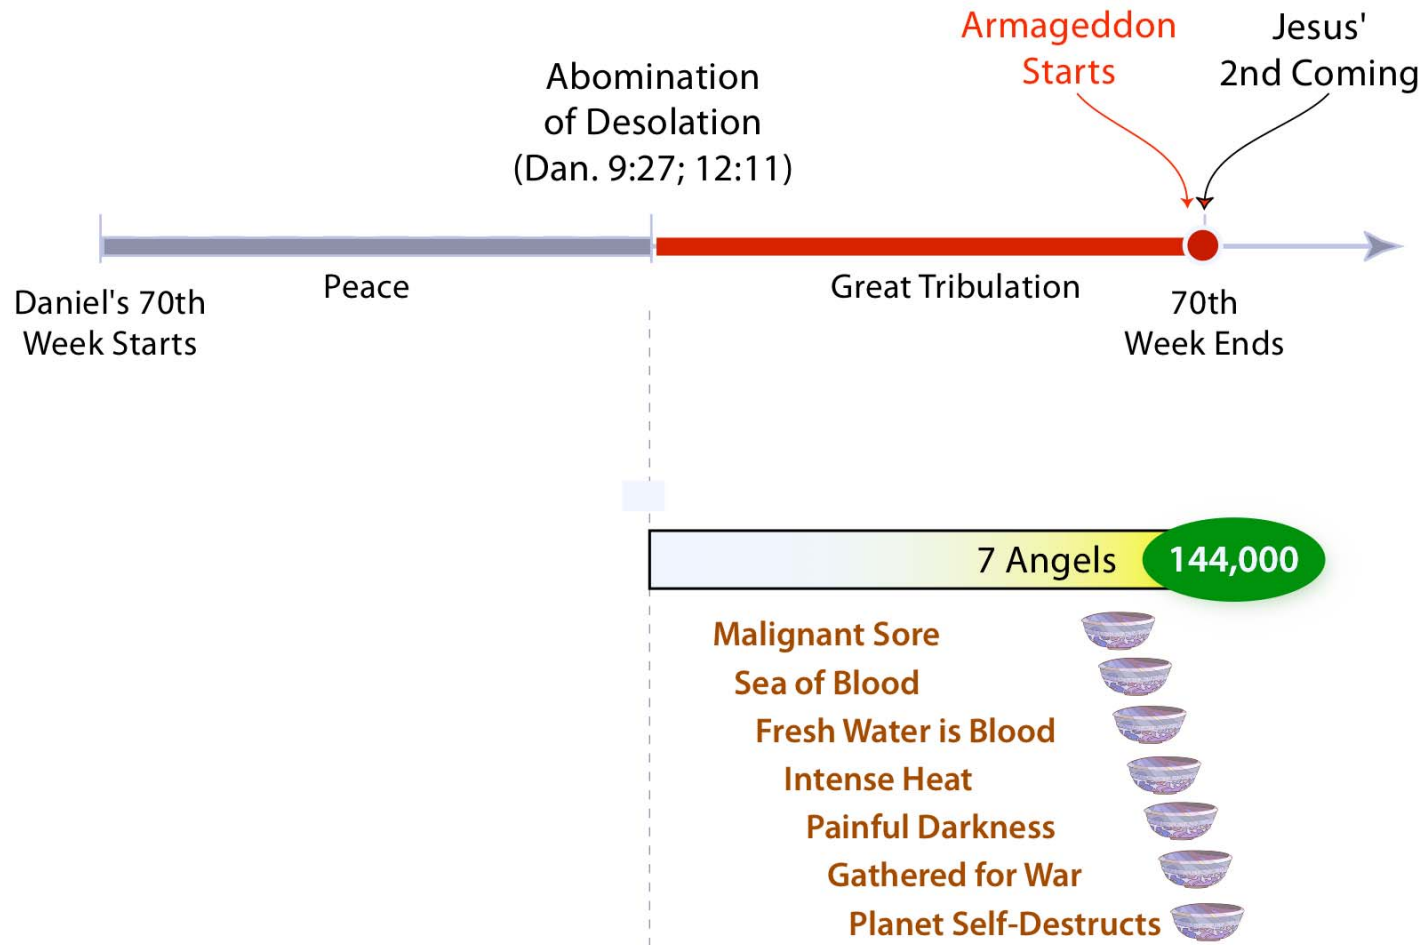 Armageddon
Starts
Jesus'
2nd Coming
Abomination
of Desolation
(Dan. 9:27; 12:11)
Daniel's 70th
Week Starts
Peace
Great Tribulation
70th
Week Ends
7 Angels
144,000
Malignant Sore
Sea of Blood
Fresh Water is Blood
Intense Heat
Painful Darkness
Gathered for War
Planet Self-Destructs